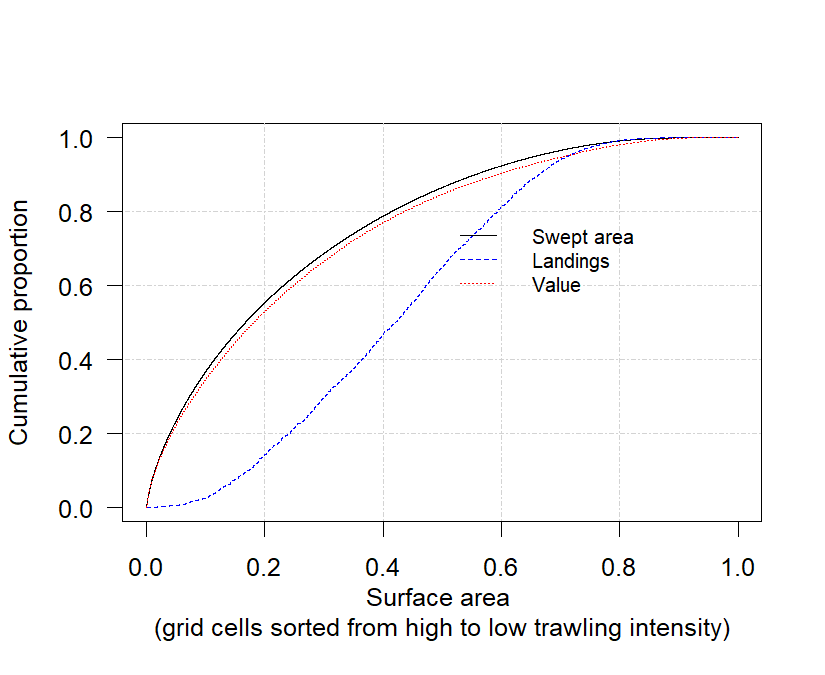 Cumulative proportion
1.0
0.8
0.6
0.4
0.2
0.0
Swept area
Landings
Value
0.0 0.2 0.4 0.6 0.8 1.0
Surface area
(grid cells sorted from high to low trawling intensity)